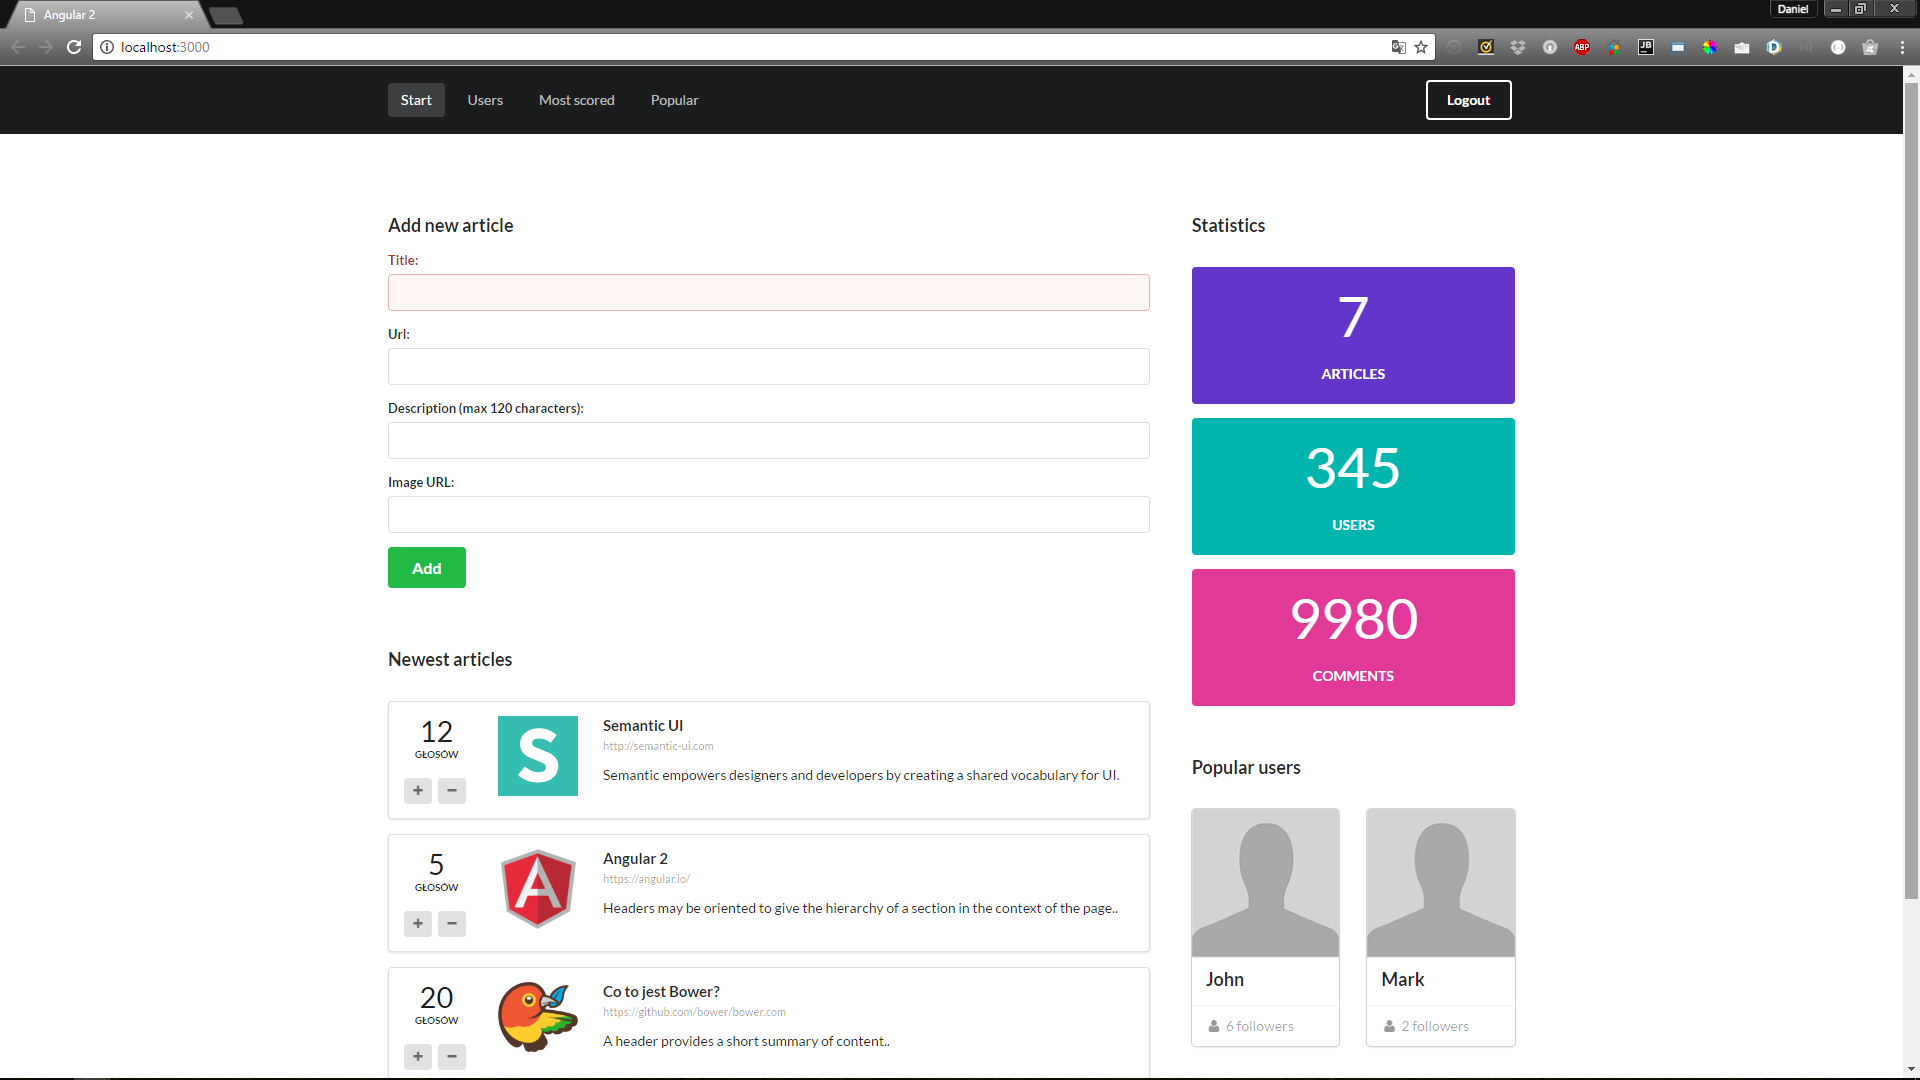 Angular 2
Daniel
localhost:3000
ABP
JB
Start
Users
Most scored
Popular
Logout
Add new article
Title:
Url:
Description (max 120 characters):
Image URL:
Add
Newest articles
12
GŁOSÓW
+ −
S
Semantic UI
http://semantic-ui.com
Semantic empowers designers and developers by creating a shared vocabulary for UI.
5
GŁOSÓW
+ −
A
Angular 2
https://angular.io/
Headers may be oriented to give the hierarchy of a section in the context of the page..
20
GŁOSÓW
+ −
Co to jest Bower?
https://github.com/bower/bower.com
A header provides a short summary of content..
Statistics
7
ARTICLES
345
USERS
9980
COMMENTS
Popular users
John
6 followers
Mark
2 followers